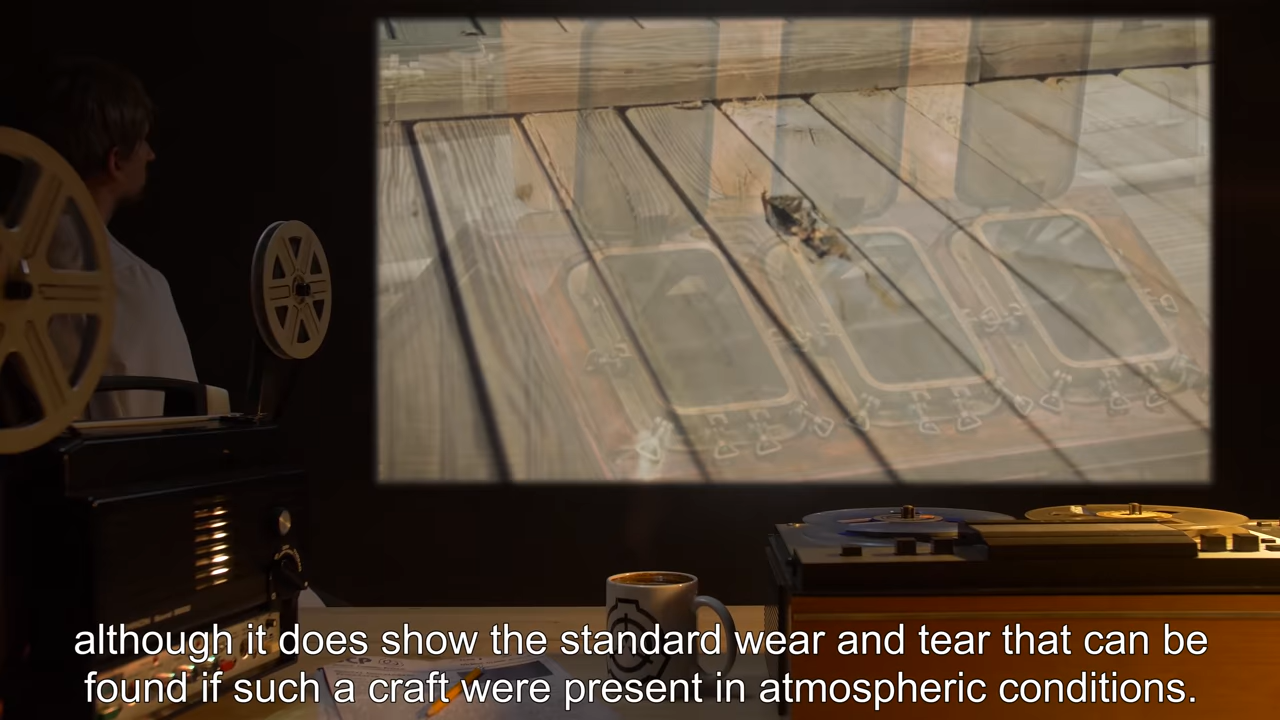 although it does show the standard wear and tear that can be
found if such a craft were present in atmospheric conditions.